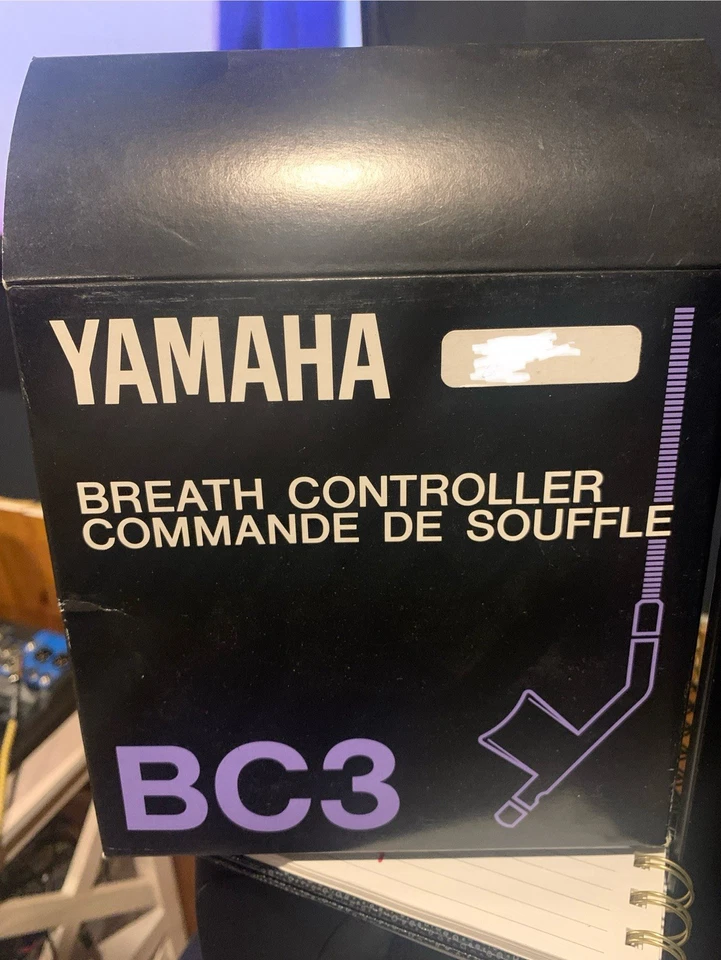 YAMAHA
BREATH CONTROLLER
COMMANDE DE SOUFFLE
BC3